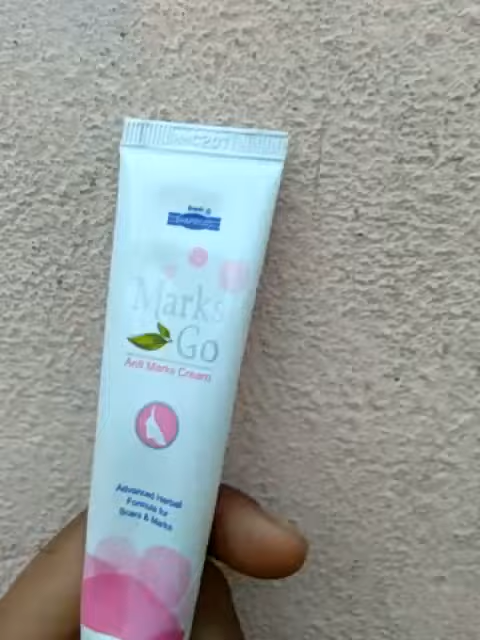 Marks
Go
Anti Marks Cream
Advanced Herbal
Formula for
Scars & Marks